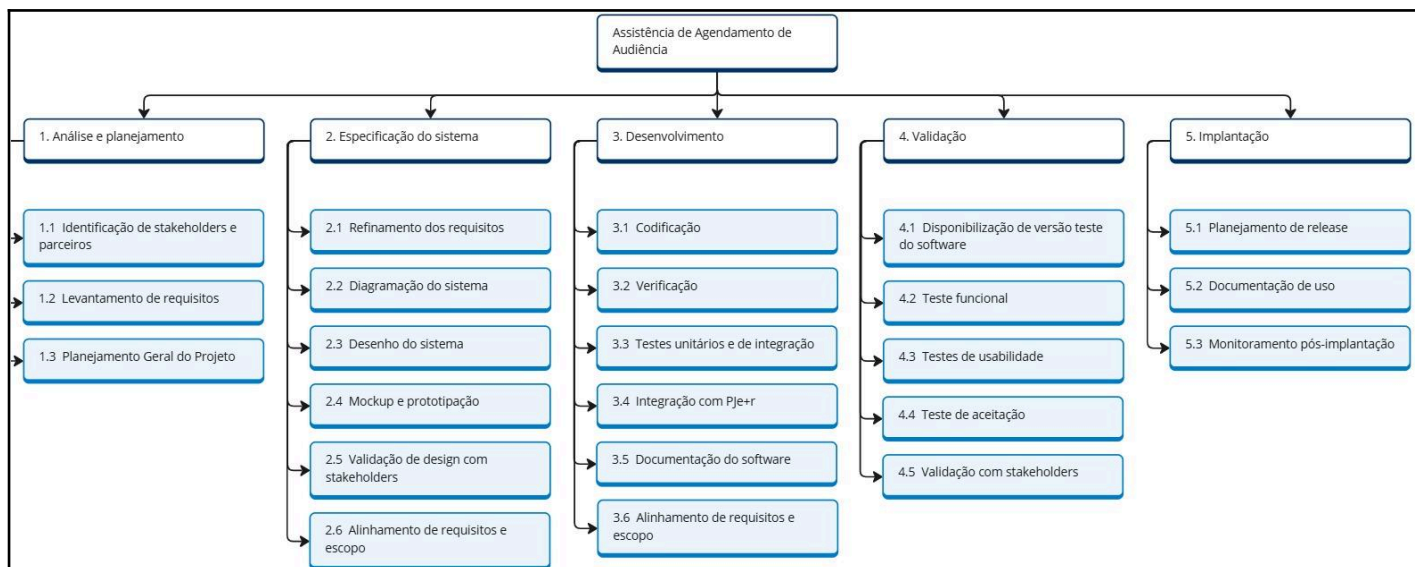 Assistência de Agendamento de
Audiência
1. Análise e planejamento
1.1 Identificação de stakeholders e
parceiros
1.2 Levantamento de requisitos
1.3 Planejamento Geral do Projeto
2. Especificação do sistema
2.1 Refinamento dos requisitos
2.2 Diagramação do sistema
2.3 Desenho do sistema
2.4 Mockup e prototipação
2.5 Validação de design com
stakeholders
2.6 Alinhamento de requisitos e
escopo
3. Desenvolvimento
3.1 Codificação
3.2 Verificação
3.3 Testes unitários e de integração
3.4 Integração com PJe+r
3.5 Documentação do software
3.6 Alinhamento de requisitos e
escopo
4. Validação
4.1 Disponibilização de versão teste
do software
4.2 Teste funcional
4.3 Testes de usabilidade
4.4 Teste de aceitação
4.5 Validação com stakeholders
5. Implantação
5.1 Planejamento de release
5.2 Documentação de uso
5.3 Monitoramento pós-implantação